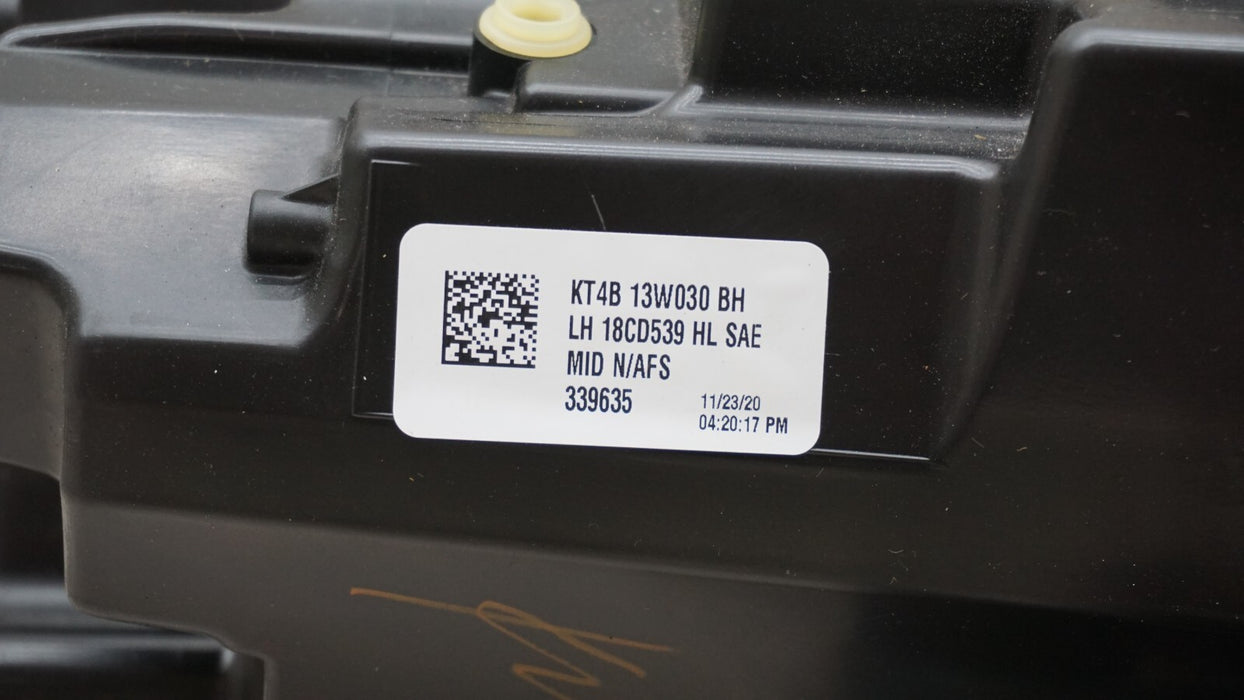 KT4B 13W030 BH
LH 18CD539 HL SAE
MID N/AFS
339635
11/23/20
04:20:17 PM